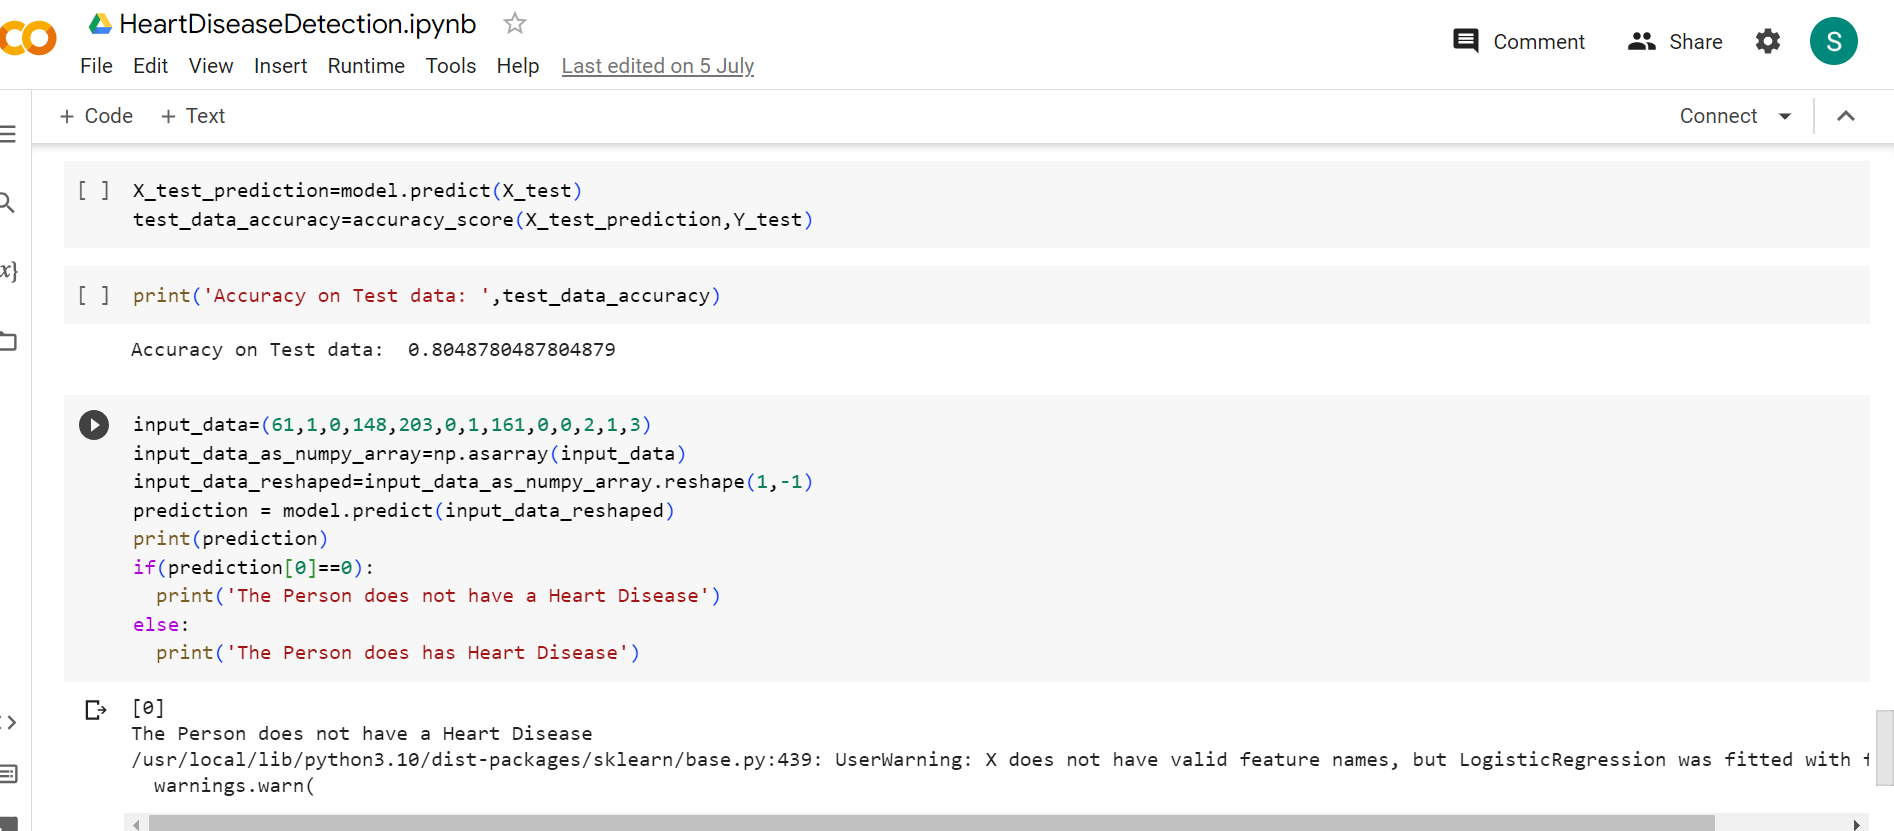 HeartDiseaseDetection.ipynb
File Edit View Insert Runtime Tools Help Last edited on 5 July
Comment Share S
+ Code + Text
Connect
[ ] X_test_prediction=model.predict(X_test)
test_data_accuracy=accuracy_score(X_test_prediction,Y_test)
[ ] print('Accuracy on Test data: ',test_data_accuracy)
Accuracy on Test data:  0.8048780487804879
input_data=(61,1,0,148,203,0,1,161,0,0,2,1,3)
input_data_as_numpy_array=np.asarray(input_data)
input_data_reshaped=input_data_as_numpy_array.reshape(1,-1)
prediction = model.predict(input_data_reshaped)
print(prediction)
if(prediction[0]==0):
  print('The Person does not have a Heart Disease')
else:
  print('The Person does has Heart Disease')
[0]
The Person does not have a Heart Disease
/usr/local/lib/python3.10/dist-packages/sklearn/base.py:439: UserWarning: X does not have valid feature names, but LogisticRegression was fitted with
  warnings.warn(